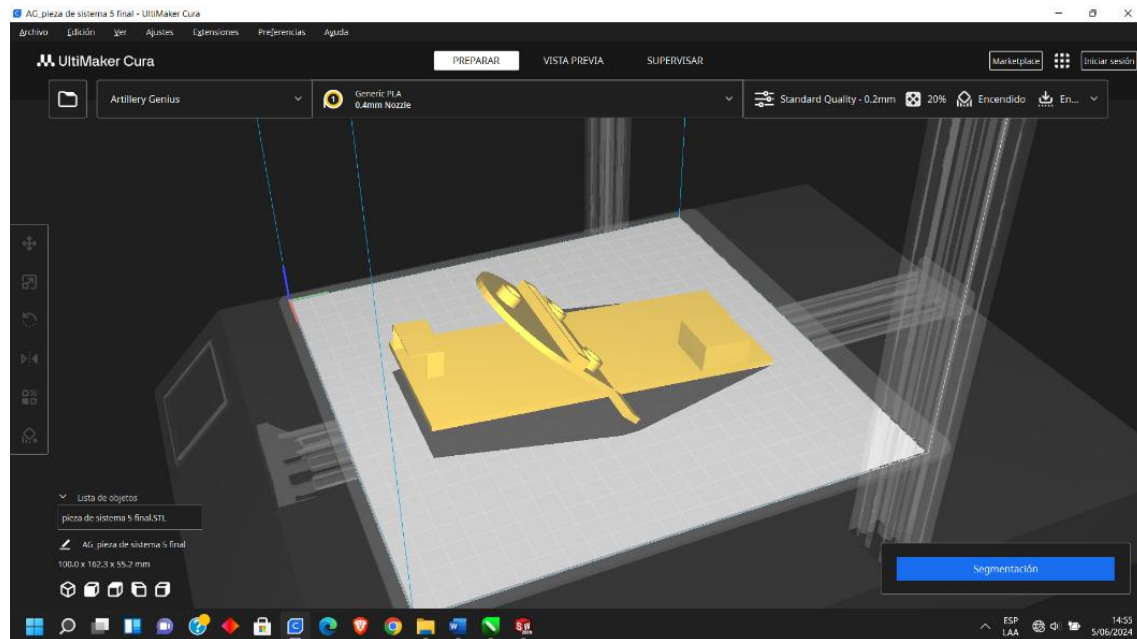 AG_pieza de sistema 5 final - UltiMaker Cura
Archivo Edición Ver Ajustes Extensiones Preferencias Ayuda
UltiMaker Cura
PREPARAR VISTA PREVIA SUPERVISAR
Marketplace Iniciar sesión
Artillery Genius
1
Generic PLA
0.4mm Nozzle
Standard Quality - 0.2mm 20% Encendido En...
Lista de objetos
pieza de sistema 5 final.STL
AG_pieza de sistema 5 final
100.0 x 162.3 x 55.2 mm
Segmentación
ESP
LAA
14:55
5/06/2024